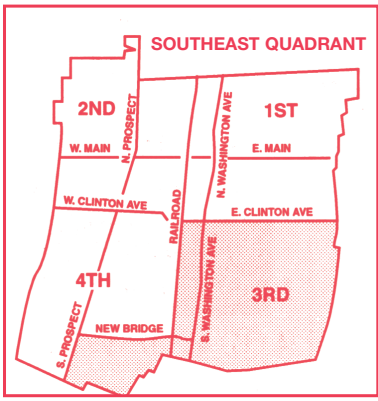 SOUTHEAST QUADRANT
2ND
N. PROSPECT
N. WASHINGTON AVE
1ST
W. MAIN
E. MAIN
W. CLINTON AVE
RAILROAD
E. CLINTON AVE
4TH
S. WASHINGTON AVE
3RD
S. PROSPECT
NEW BRIDGE